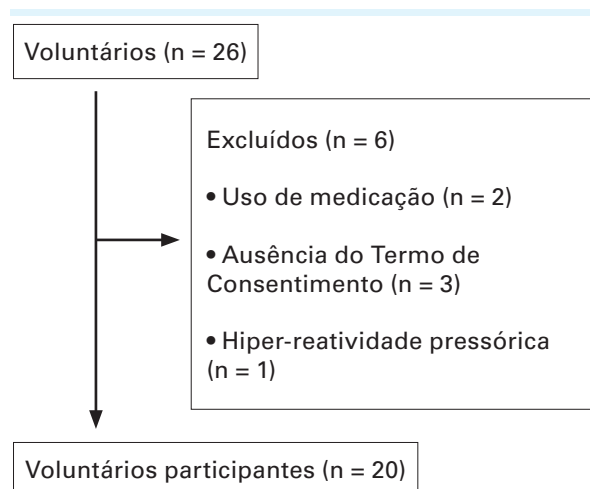 Voluntários (n = 26)
Excluídos (n = 6)
• Uso de medicação (n = 2)
• Ausência do Termo de
Consentimento (n = 3)
• Hiper-reatividade pressórica
(n = 1)
Voluntários participantes (n = 20)